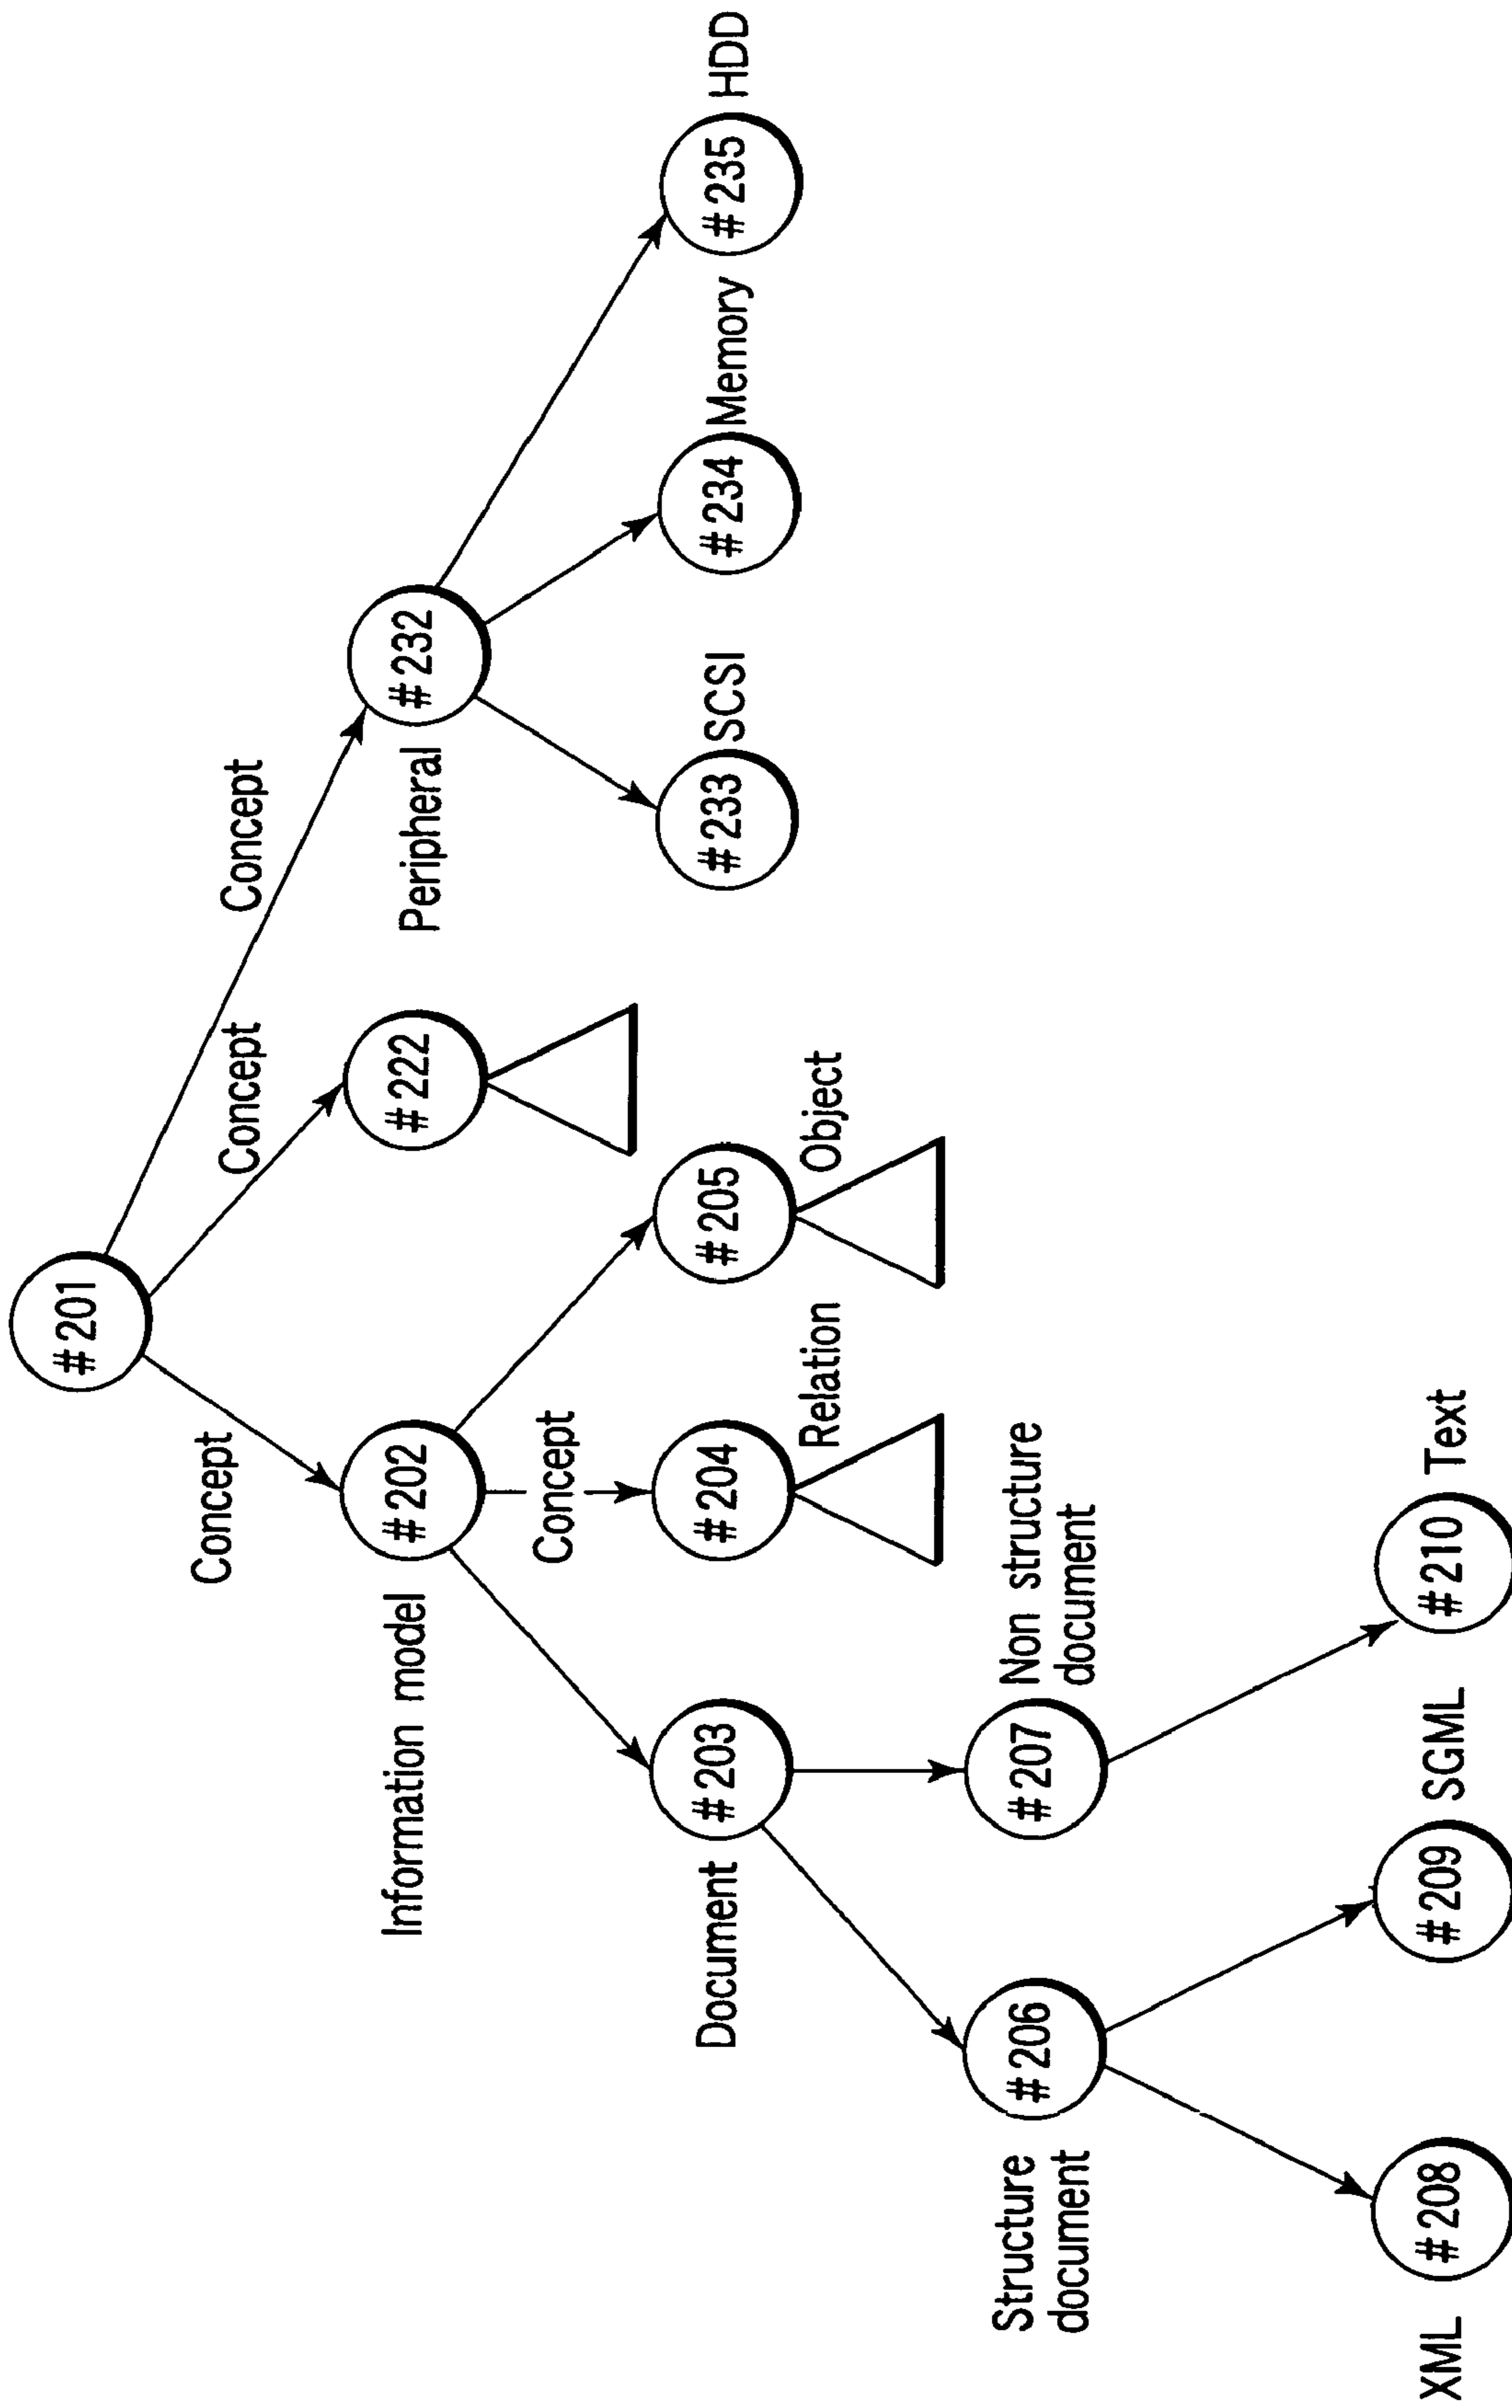 # 201
Concept
Concept
Concept
Information model
# 202
# 222
Peripheral
# 232
Concept
Document
# 203
# 204
# 205
# 233
SCSI
# 234
Memory
# 235
HDD
Relation
Object
Structure
document
# 206
# 207
Non structure
document
XML
# 208
# 209
SGML
# 210
Text